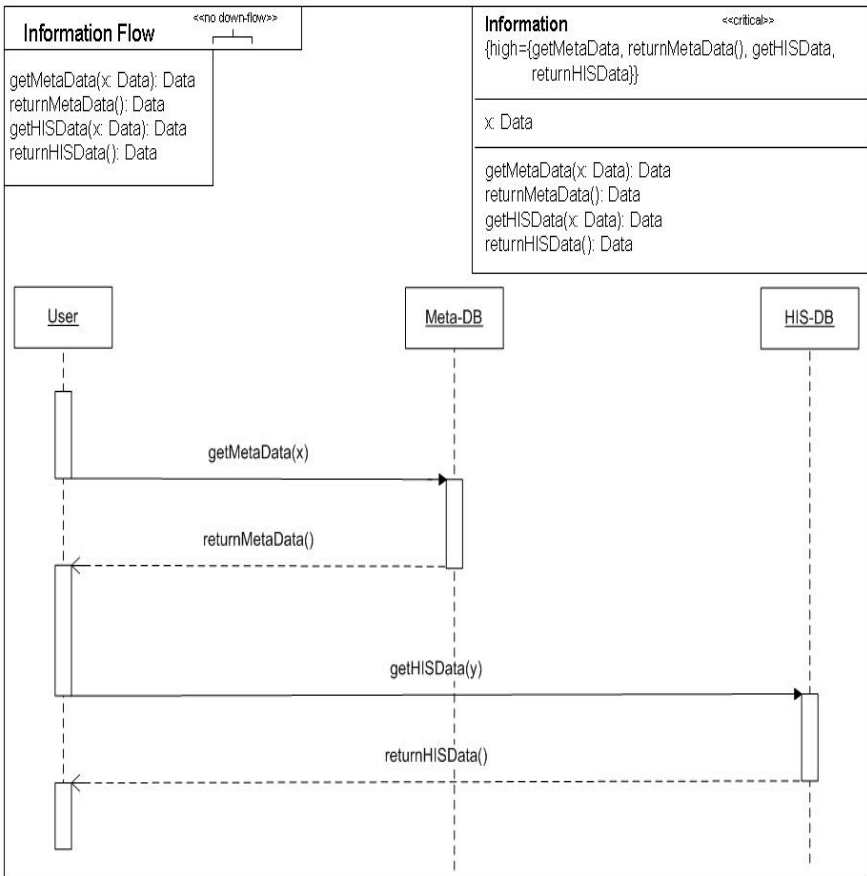 Information Flow
<<no down-flow>>
getMetaData(x: Data): Data
returnMetaData(): Data
getHISData(x: Data): Data
returnHISData(): Data
Information
<<critical>>
{high={getMetaData, returnMetaData(), getHISData,
returnHISData}}
x: Data
getMetaData(x: Data): Data
returnMetaData(): Data
getHISData(x: Data): Data
returnHISData(): Data
User
Meta-DB
HIS-DB
getMetaData(x)
returnMetaData()
getHISData(y)
returnHISData()